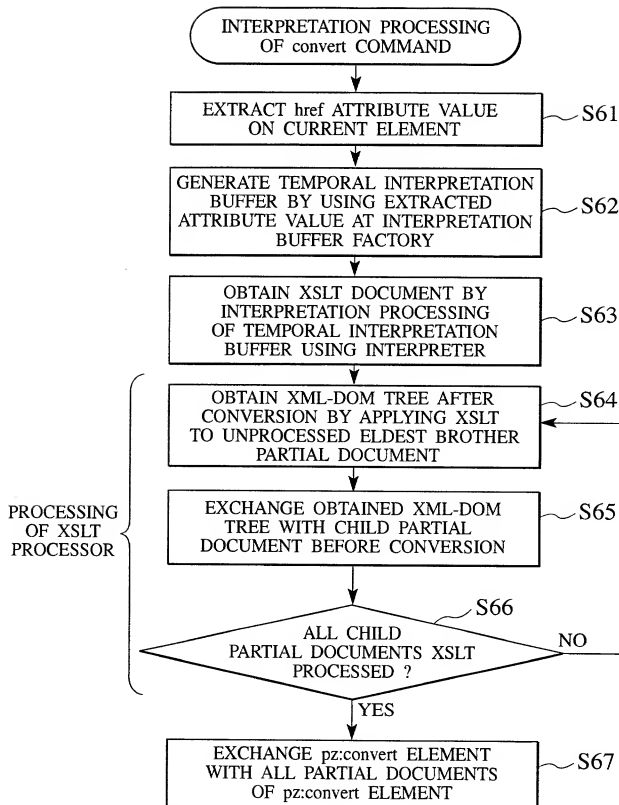 INTERPRETATION PROCESSING
OF convert COMMAND
EXTRACT href ATTRIBUTE VALUE
ON CURRENT ELEMENT
S61
GENERATE TEMPORAL INTERPRETATION
BUFFER BY USING EXTRACTED
ATTRIBUTE VALUE AT INTERPRETATION
BUFFER FACTORY
S62
OBTAIN XSLT DOCUMENT BY
INTERPRETATION PROCESSING
OF TEMPORAL INTERPRETATION
BUFFER USING INTERPRETER
S63
OBTAIN XML-DOM TREE AFTER
CONVERSION BY APPLYING XSLT
TO UNPROCESSED ELDEST BROTHER
PARTIAL DOCUMENT
S64
PROCESSING
OF XSLT
PROCESSOR
EXCHANGE OBTAINED XML-DOM
TREE WITH CHILD PARTIAL
DOCUMENT BEFORE CONVERSION
S65
S66
ALL CHILD
PARTIAL DOCUMENTS XSLT
PROCESSED ?
NO
YES
EXCHANGE pz:convert ELEMENT
WITH ALL PARTIAL DOCUMENTS
OF pz:convert ELEMENT
S67